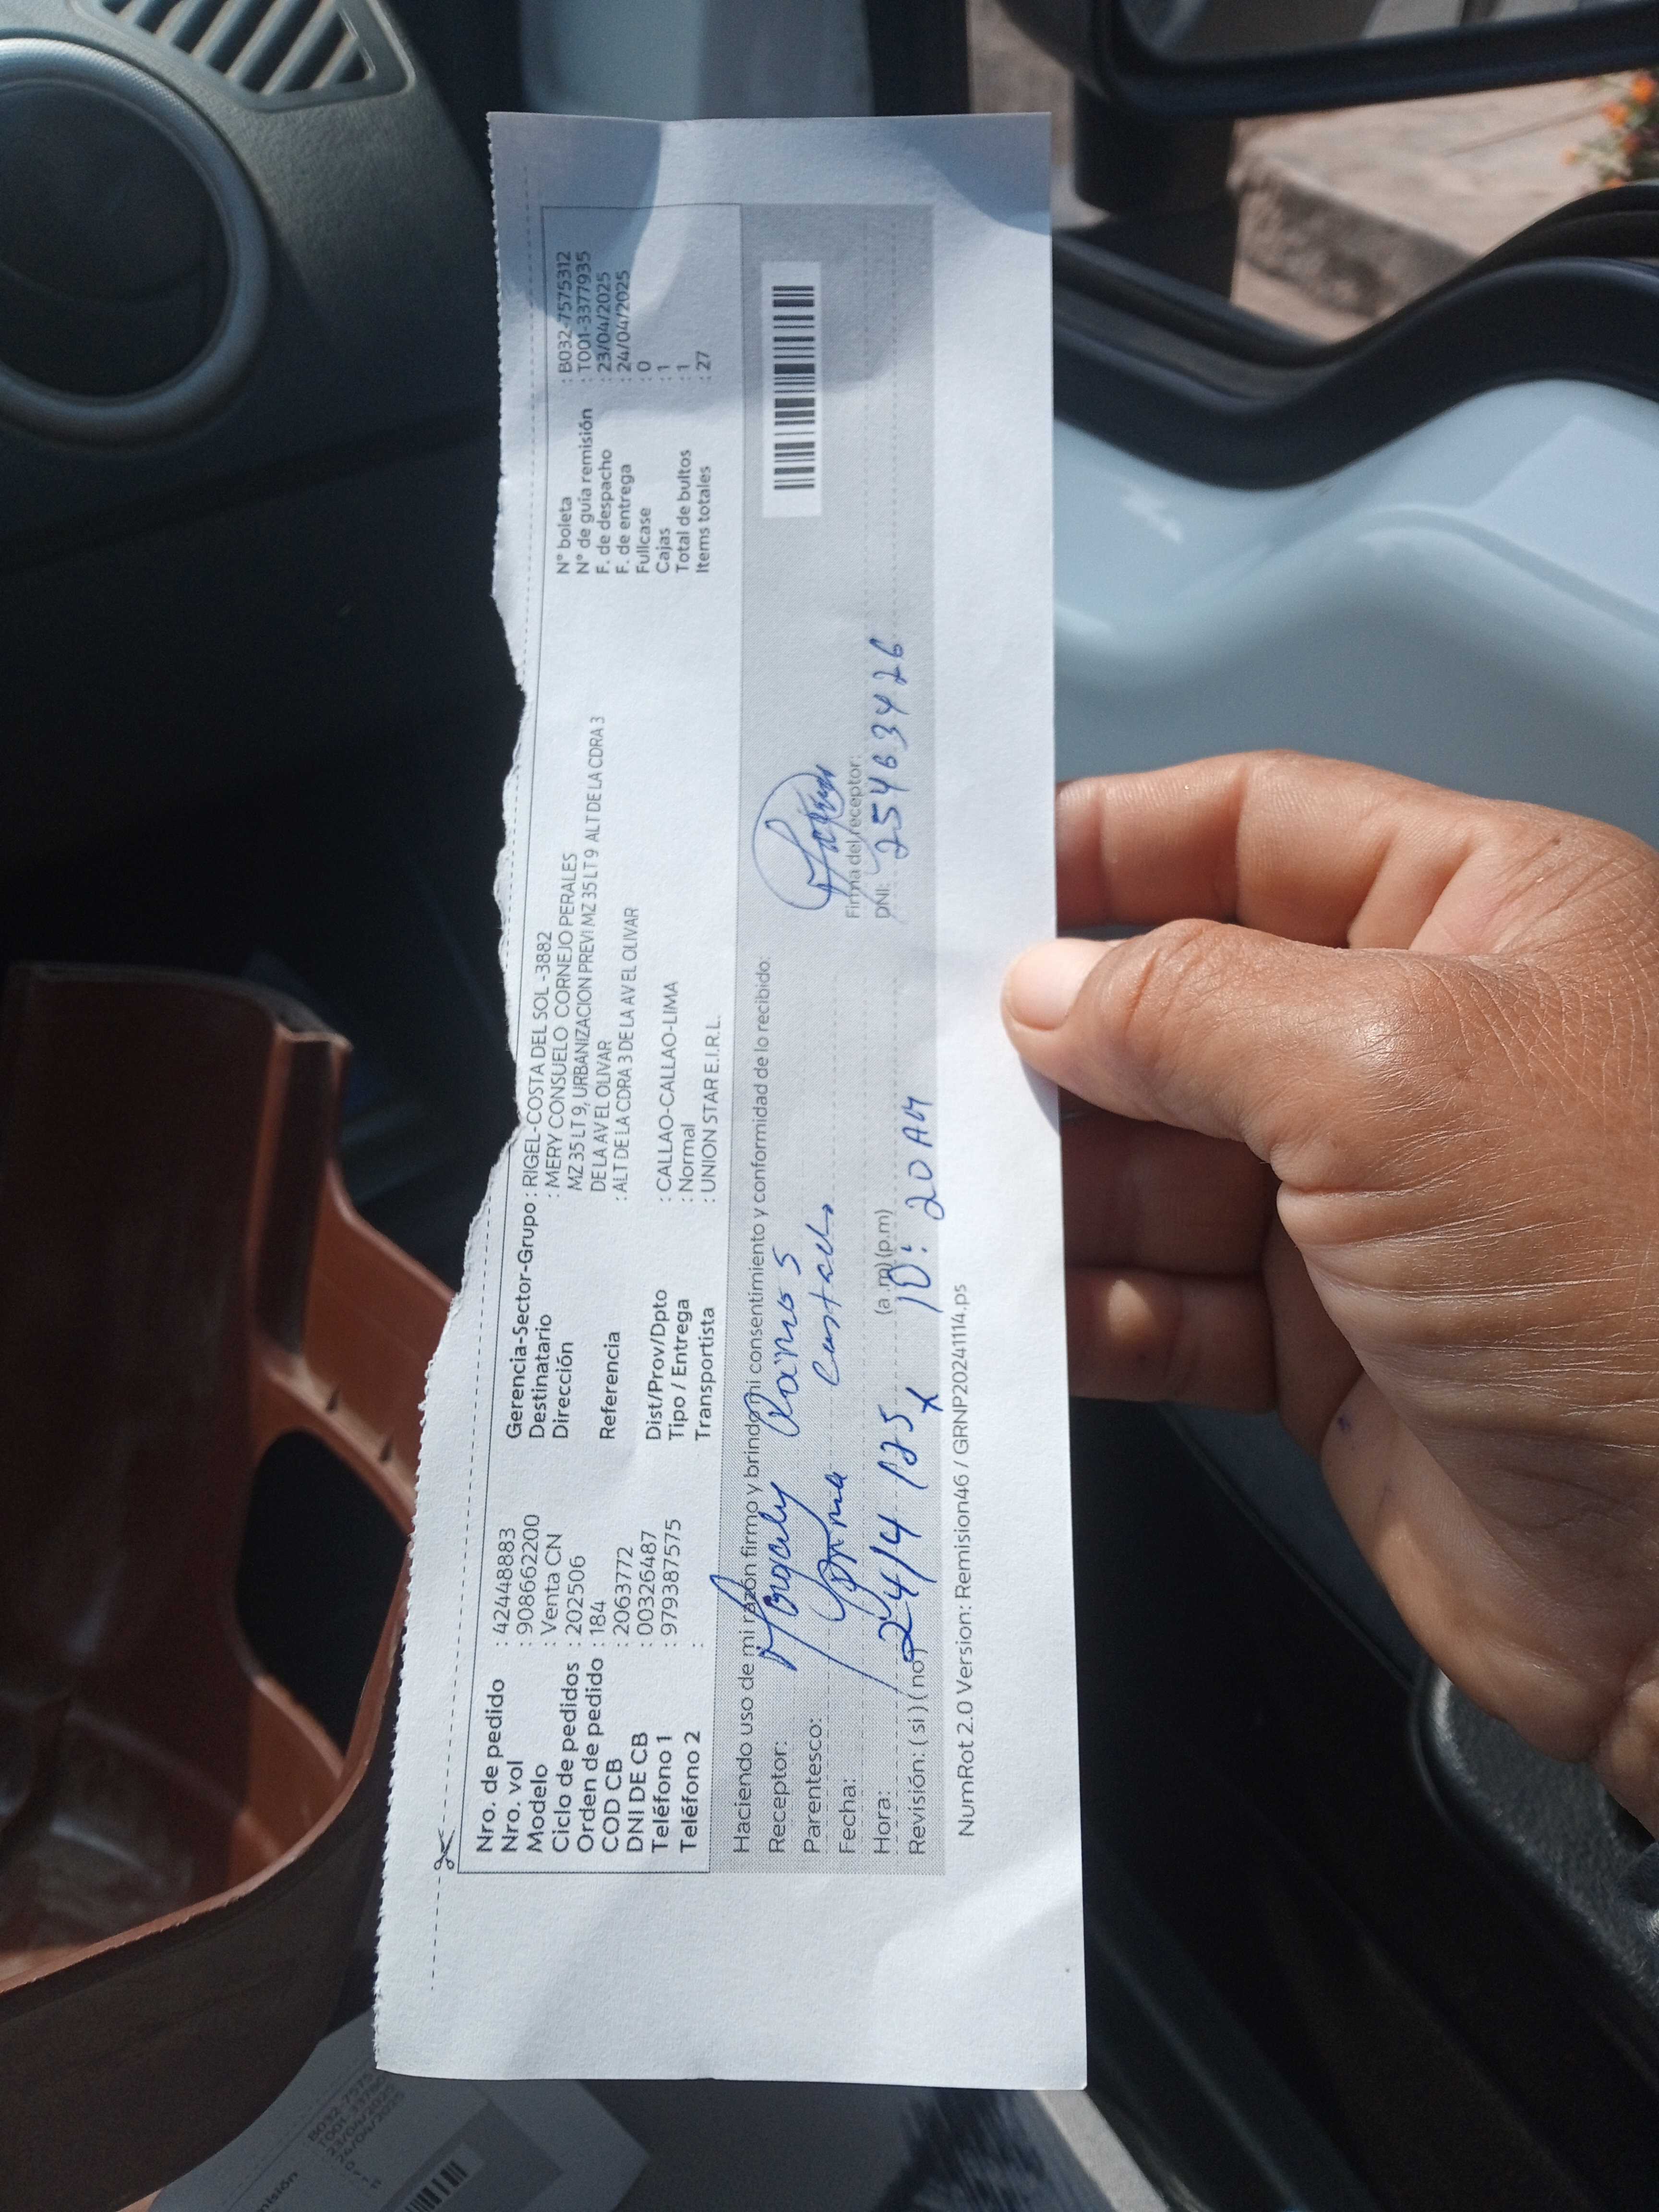 Nro. de pedido : 42448883
Nro. vol : 908662200
Modelo : Venta CN
Ciclo de pedidos : 202506
Orden de pedido : 184
COD CB : 2063772
DNI DE CB : 00326487
Teléfono 1 : 979387575
Teléfono 2 :
Gerencia-Sector-Grupo : RIGEL-COSTA DEL SOL -3882
Destinatario : MERY CONSUELO CORNEJO PERALES
Dirección MZ 35 LT 9, URBANIZACION PREVI MZ 35 LT 9 ALT DE LA CDRA 3
DE LA AV EL OLIVAR
Referencia : ALT DE LA CDRA 3 DE LA AV EL OLIVAR
Dist/Prov/Dpto : CALLAO-CALLAO-LIMA
Tipo / Entrega : Normal
Transportista : UNION STAR E.I.R.L.
N° boleta : B032-7575312
N° de guía remisión : T001-3377935
F. de despacho : 23/04/2025
F. de entrega : 24/04/2025
Fullcase : 0
Cajas : 1
Total de bultos : 1
Items totales : 27
Haciendo uso de mi razón firmo y brindo mi consentimiento y conformidad de lo recibido:
Receptor: Ramos
Parentesco:
Fecha: 24/4/25
Hora: (a.m)(p.m) 10:20 AM
Revisión: ( si ) ( no )
Firma del receptor:
DNI: 25463426
NumRot 2.0 Version: Remision46 / GRNP20241114.ps